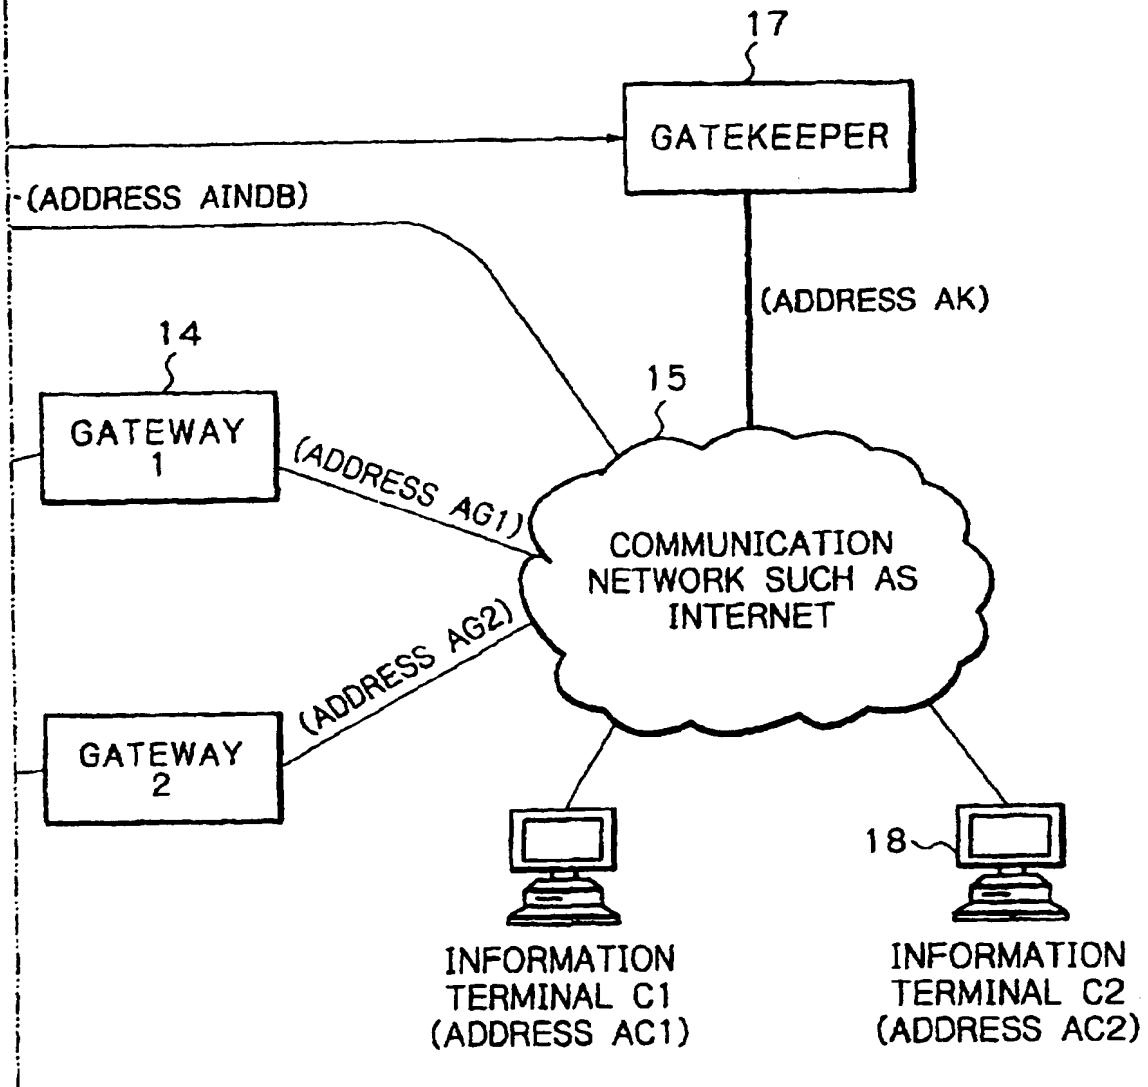 17
GATEKEEPER
(ADDRESS AINDB)
(ADDRESS AK)
14
15
GATEWAY
1
(ADDRESS AG1)
COMMUNICATION
NETWORK SUCH AS
INTERNET
(ADDRESS AG2)
GATEWAY
2
18
INFORMATION
TERMINAL C1
(ADDRESS AC1)
INFORMATION
TERMINAL C2
(ADDRESS AC2)